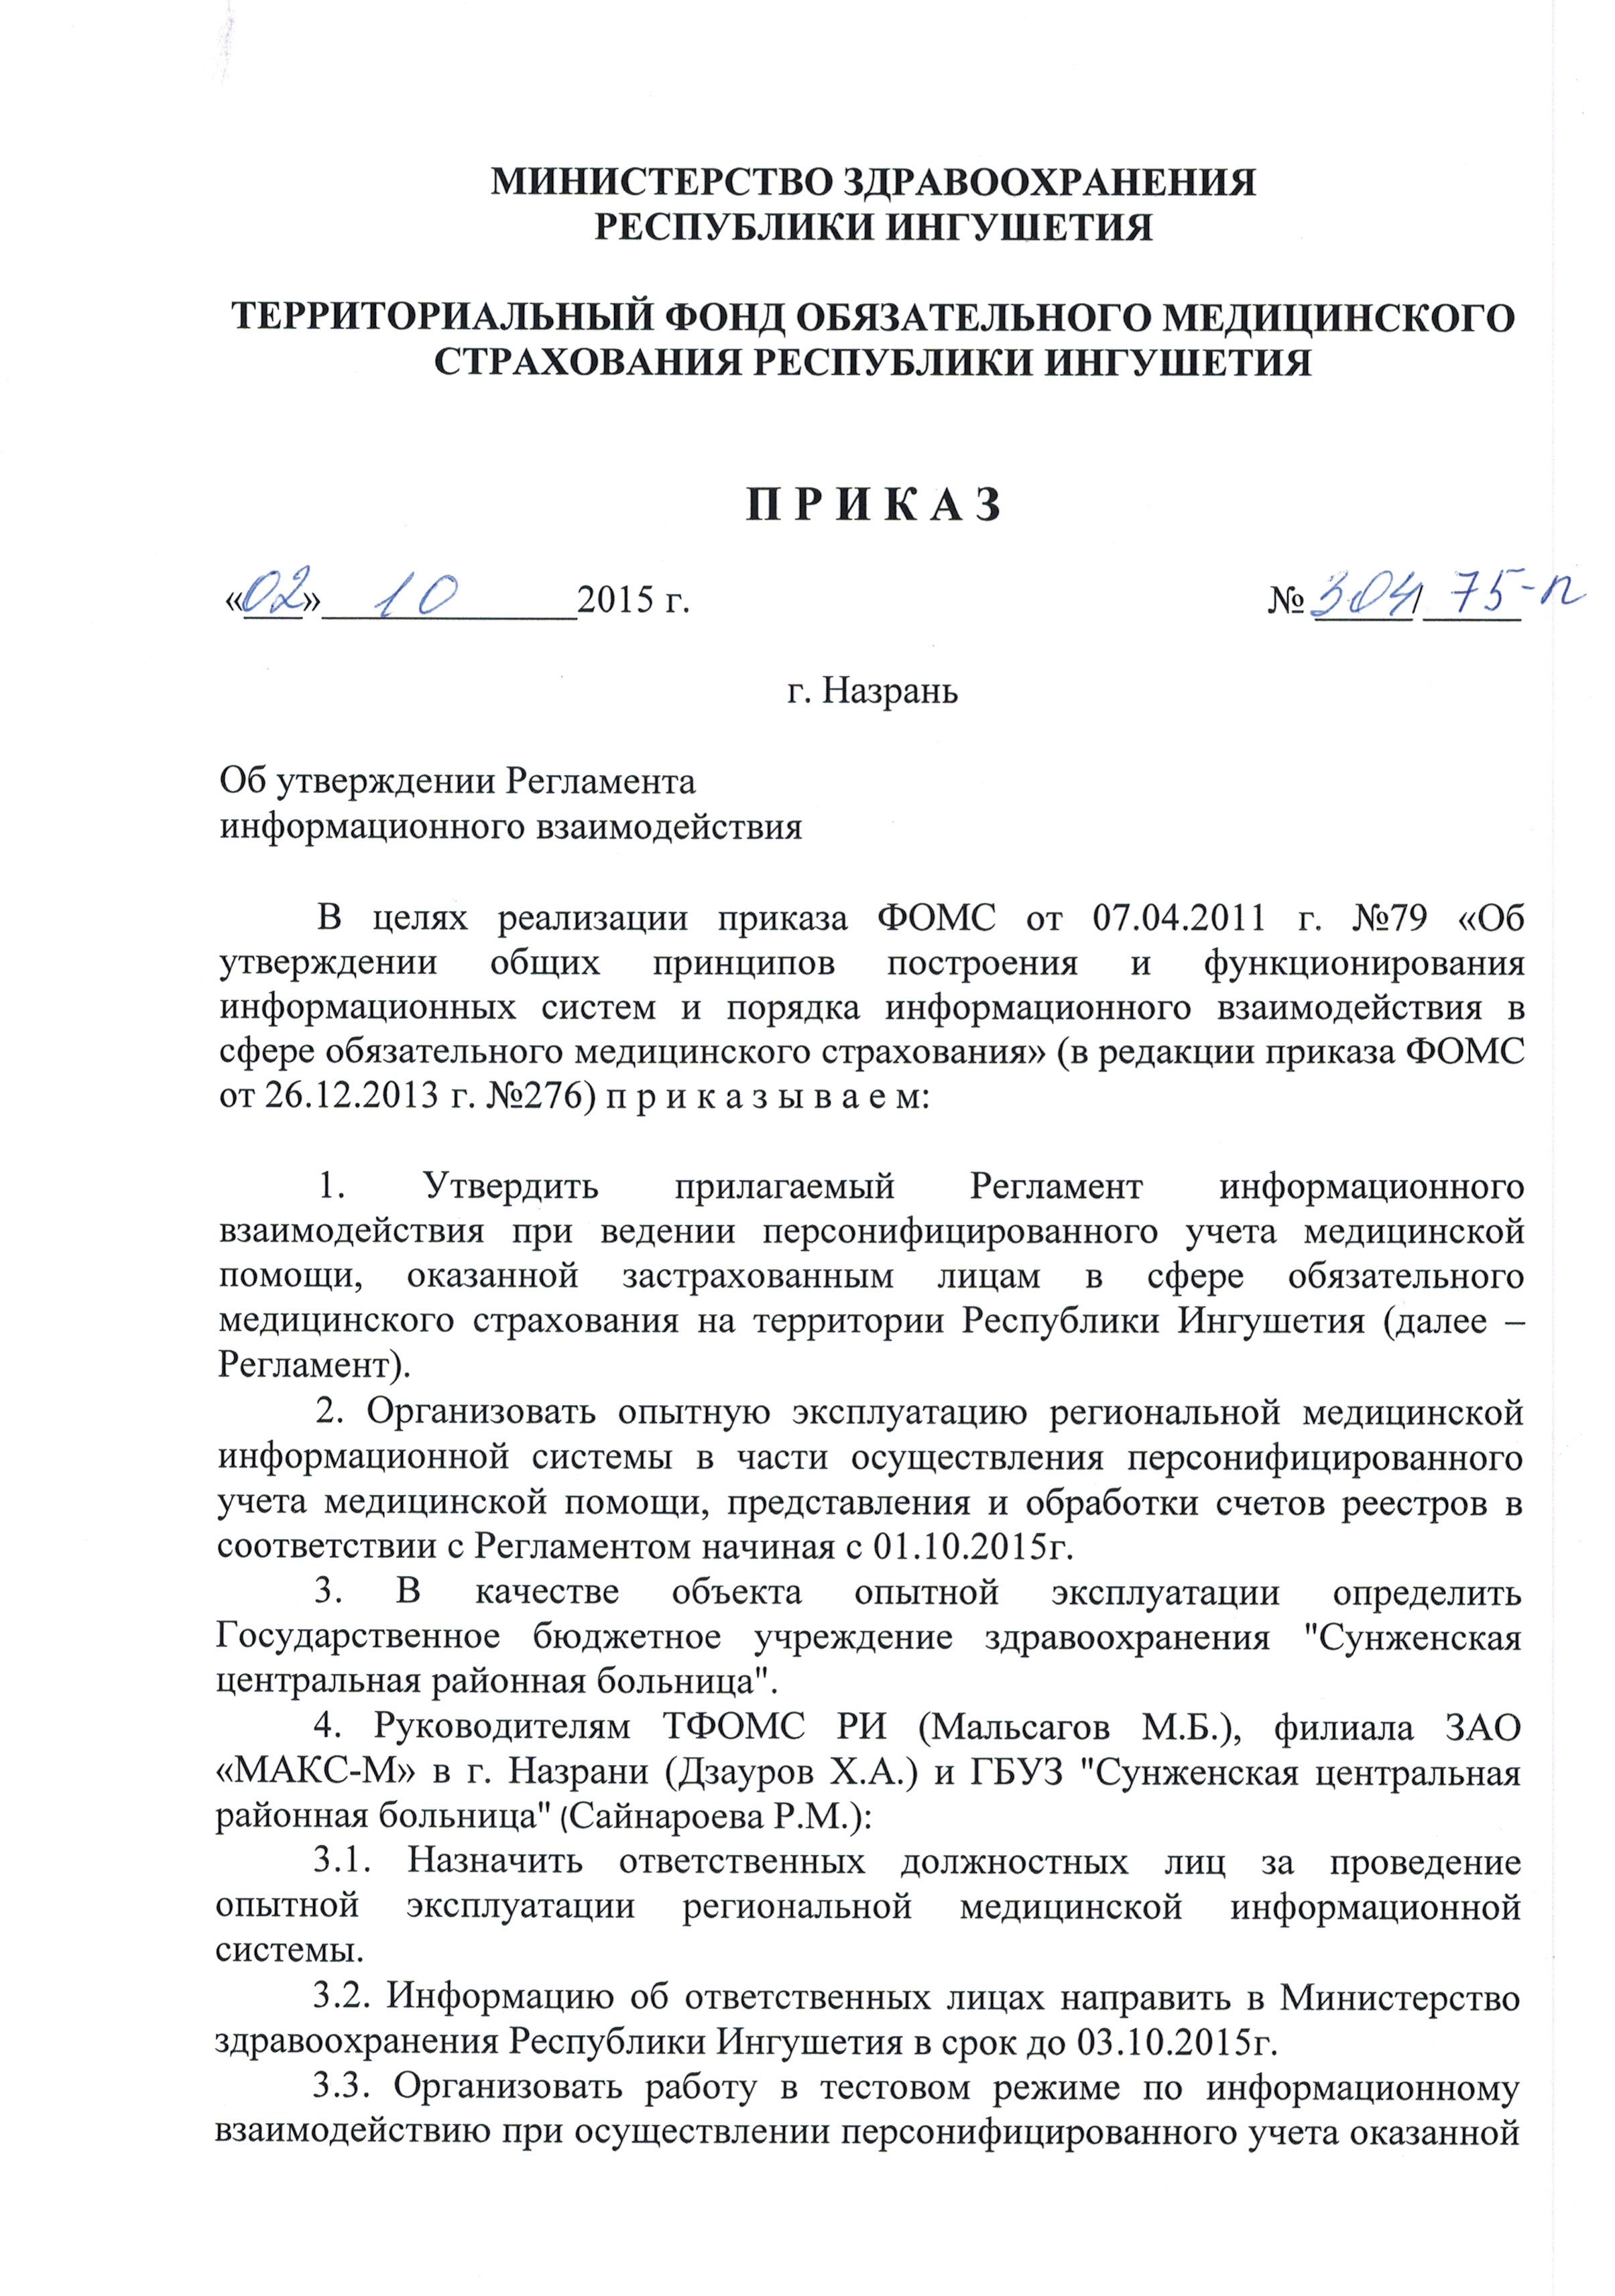 МИНИСТЕРСТВО ЗДРАВООХРАНЕНИЯ
РЕСПУБЛИКИ ИНГУШЕТИЯ
ТЕРРИТОРИАЛЬНЫЙ ФОНД ОБЯЗАТЕЛЬНОГО МЕДИЦИНСКОГО
СТРАХОВАНИЯ РЕСПУБЛИКИ ИНГУШЕТИЯ
П Р И К А З
«02» 10 2015 г. № 304/ 75-п
г. Назрань
Об утверждении Регламента
информационного взаимодействия
В целях реализации приказа ФОМС от 07.04.2011 г. №79 «Об
утверждении общих принципов построения и функционирования
информационных систем и порядка информационного взаимодействия в
сфере обязательного медицинского страхования» (в редакции приказа ФОМС
от 26.12.2013 г. №276) п р и к а з ы в а е м:
1. Утвердить прилагаемый Регламент информационного
взаимодействия при ведении персонифицированного учета медицинской
помощи, оказанной застрахованным лицам в сфере обязательного
медицинского страхования на территории Республики Ингушетия (далее –
Регламент).
2. Организовать опытную эксплуатацию региональной медицинской
информационной системы в части осуществления персонифицированного
учета медицинской помощи, представления и обработки счетов реестров в
соответствии с Регламентом начиная с 01.10.2015г.
3. В качестве объекта опытной эксплуатации определить
Государственное бюджетное учреждение здравоохранения "Сунженская
центральная районная больница".
4. Руководителям ТФОМС РИ (Мальсагов М.Б.), филиала ЗАО
«МАКС-М» в г. Назрани (Дзауров Х.А.) и ГБУЗ "Сунженская центральная
районная больница" (Сайнароева Р.М.):
3.1. Назначить ответственных должностных лиц за проведение
опытной эксплуатации региональной медицинской информационной
системы.
3.2. Информацию об ответственных лицах направить в Министерство
здравоохранения Республики Ингушетия в срок до 03.10.2015г.
3.3. Организовать работу в тестовом режиме по информационному
взаимодействию при осуществлении персонифицированного учета оказанной